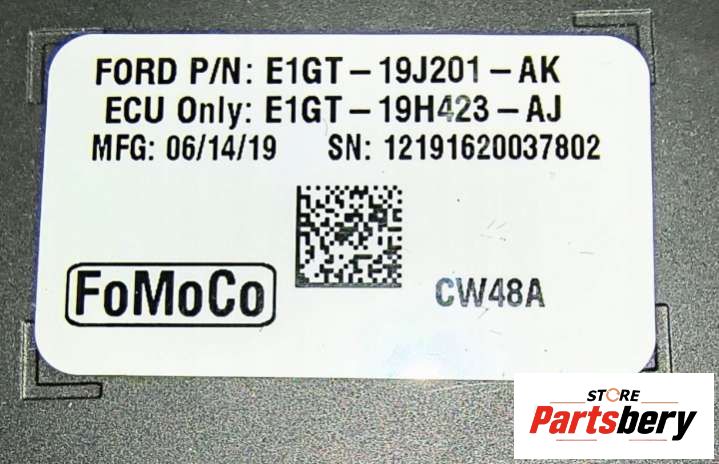 FORD P/N: E1GT-19J201-AK
ECU Only: E1GT-19H423-AJ
MFG: 06/14/19 SN: 12191620037802
FoMoCo
CW48A
STORE
Partsbery